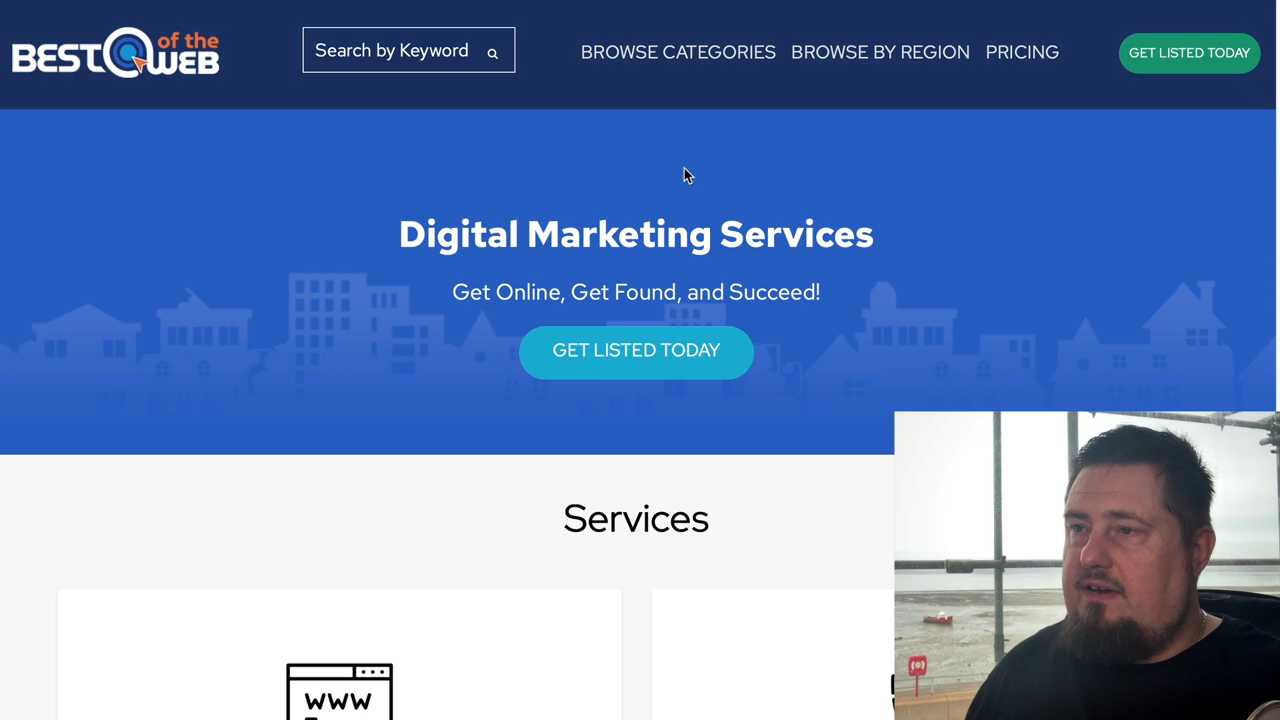 BEST of the WEB
Search by Keyword
BROWSE CATEGORIES BROWSE BY REGION PRICING
GET LISTED TODAY
Digital Marketing Services
Get Online, Get Found, and Succeed!
GET LISTED TODAY
Services
WWW